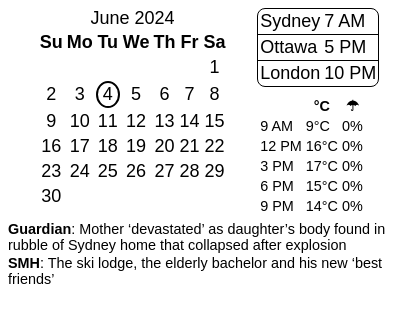 June 2024
Su Mo Tu We Th Fr Sa
1
2 3 4 5 6 7 8
9 10 11 12 13 14 15
16 17 18 19 20 21 22
23 24 25 26 27 28 29
30
Sydney 7 AM
Ottawa 5 PM
London 10 PM
°C ☂
9 AM 9°C 0%
12 PM 16°C 0%
3 PM 17°C 0%
6 PM 15°C 0%
9 PM 14°C 0%
Guardian: Mother ‘devastated’ as daughter’s body found in
rubble of Sydney home that collapsed after explosion
SMH: The ski lodge, the elderly bachelor and his new ‘best
friends’